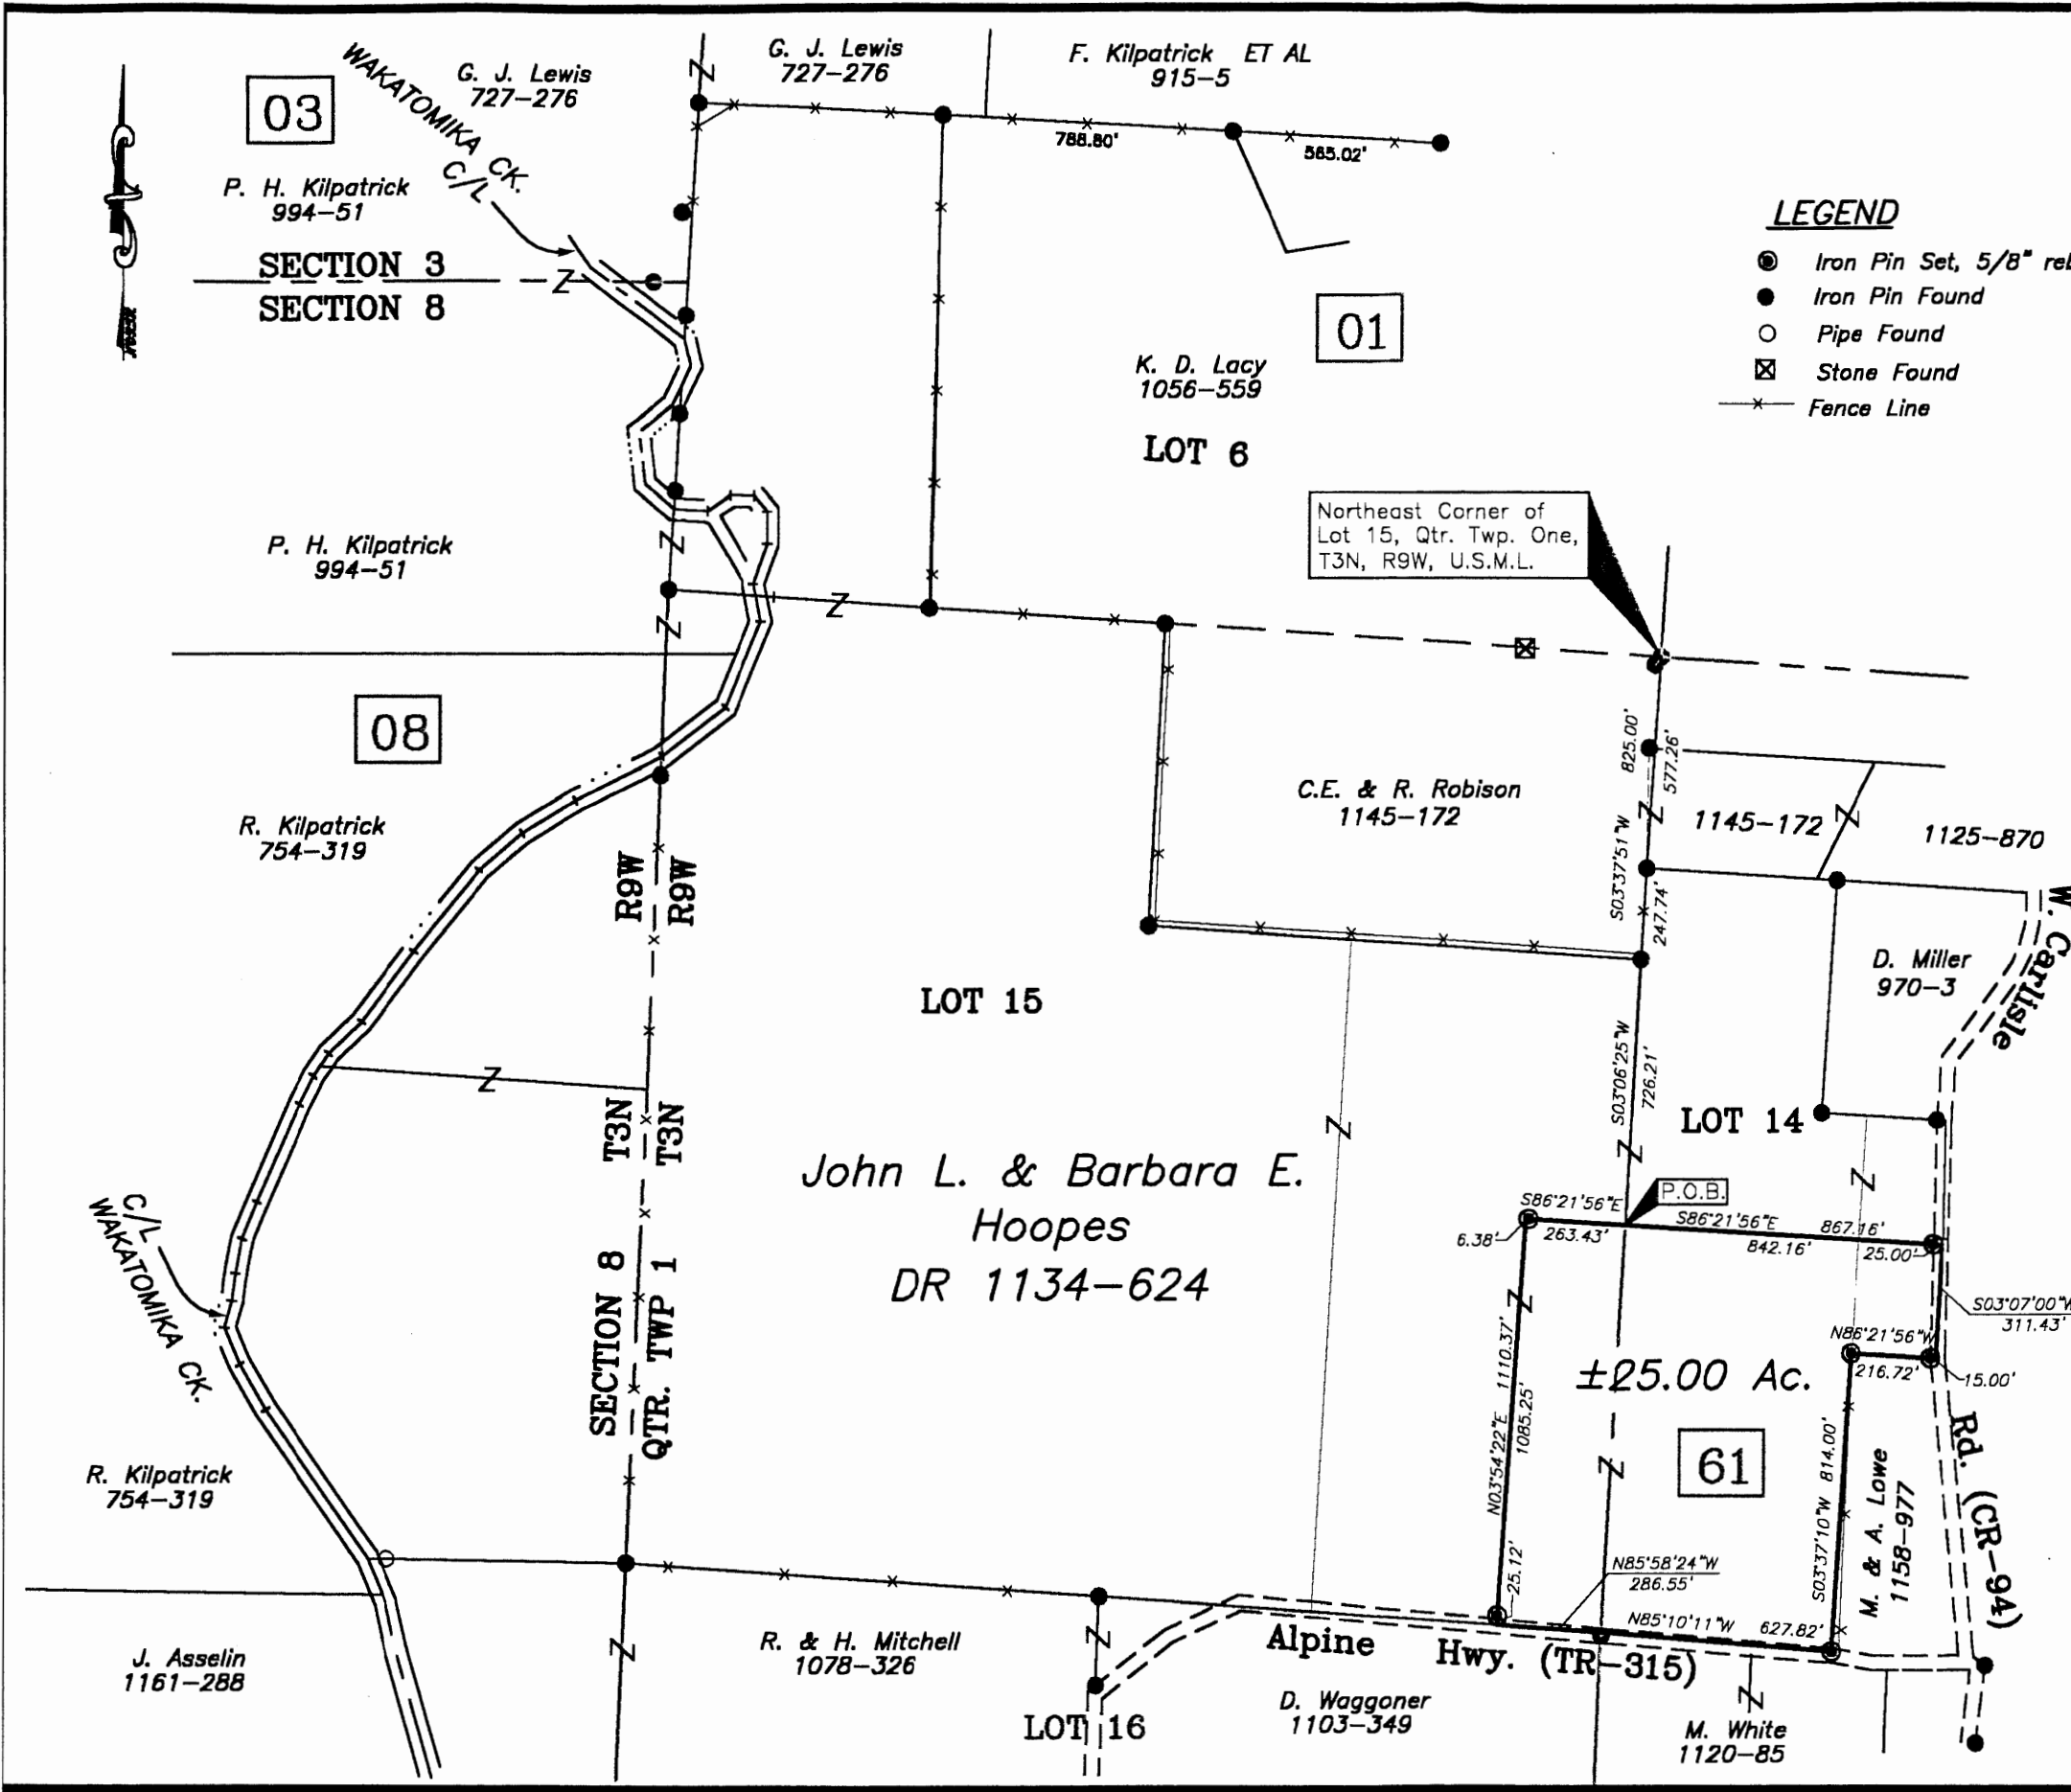 G. J. Lewis
727-276
F. Kilpatrick ET AL
915-5
G. J. Lewis
727-276
03
WAKATOMIKA CK.
C/L
P. H. Kilpatrick
994-51
788.80'
565.02'
SECTION 3
SECTION 8
LEGEND
Iron Pin Set, 5/8" reb
Iron Pin Found
Pipe Found
Stone Found
Fence Line
01
K. D. Lacy
1056-559
LOT 6
Northeast Corner of
Lot 15, Qtr. Twp. One,
T3N, R9W, U.S.M.L.
P. H. Kilpatrick
994-51
08
R. Kilpatrick
754-319
R9W
R9W
C.E. & R. Robison
1145-172
825.00'
577.26'
S03°37'51"W
247.74'
1145-172
1125-870
D. Miller
970-3
W. Carlisle
LOT 15
S03°06'25"W
726.21'
LOT 14
T3N
T3N
John L. & Barbara E.
Hoopes
DR 1134-624
C/L
WAKATOMIKA CK.
SECTION 8
QTR. TWP 1
P.O.B.
S86°21'56"E
263.43'
6.38'
S86°21'56"E
867.16'
842.16'
25.00'
S03°07'00"W
311.43'
N86°21'56"W
216.72'
15.00'
N03°54'22"E 1110.37'
1085.25'
25.12'
±25.00 Ac.
61
S03°37'10"W 814.00'
M. & A. Lowe
1158-977
Rd. (CR-94)
N85°58'24"W
286.55'
N85°10'11"W
627.82'
R. Kilpatrick
754-319
J. Asselin
1161-288
R. & H. Mitchell
1078-326
Alpine Hwy. (TR-315)
D. Waggoner
1103-349
LOT 16
M. White
1120-85